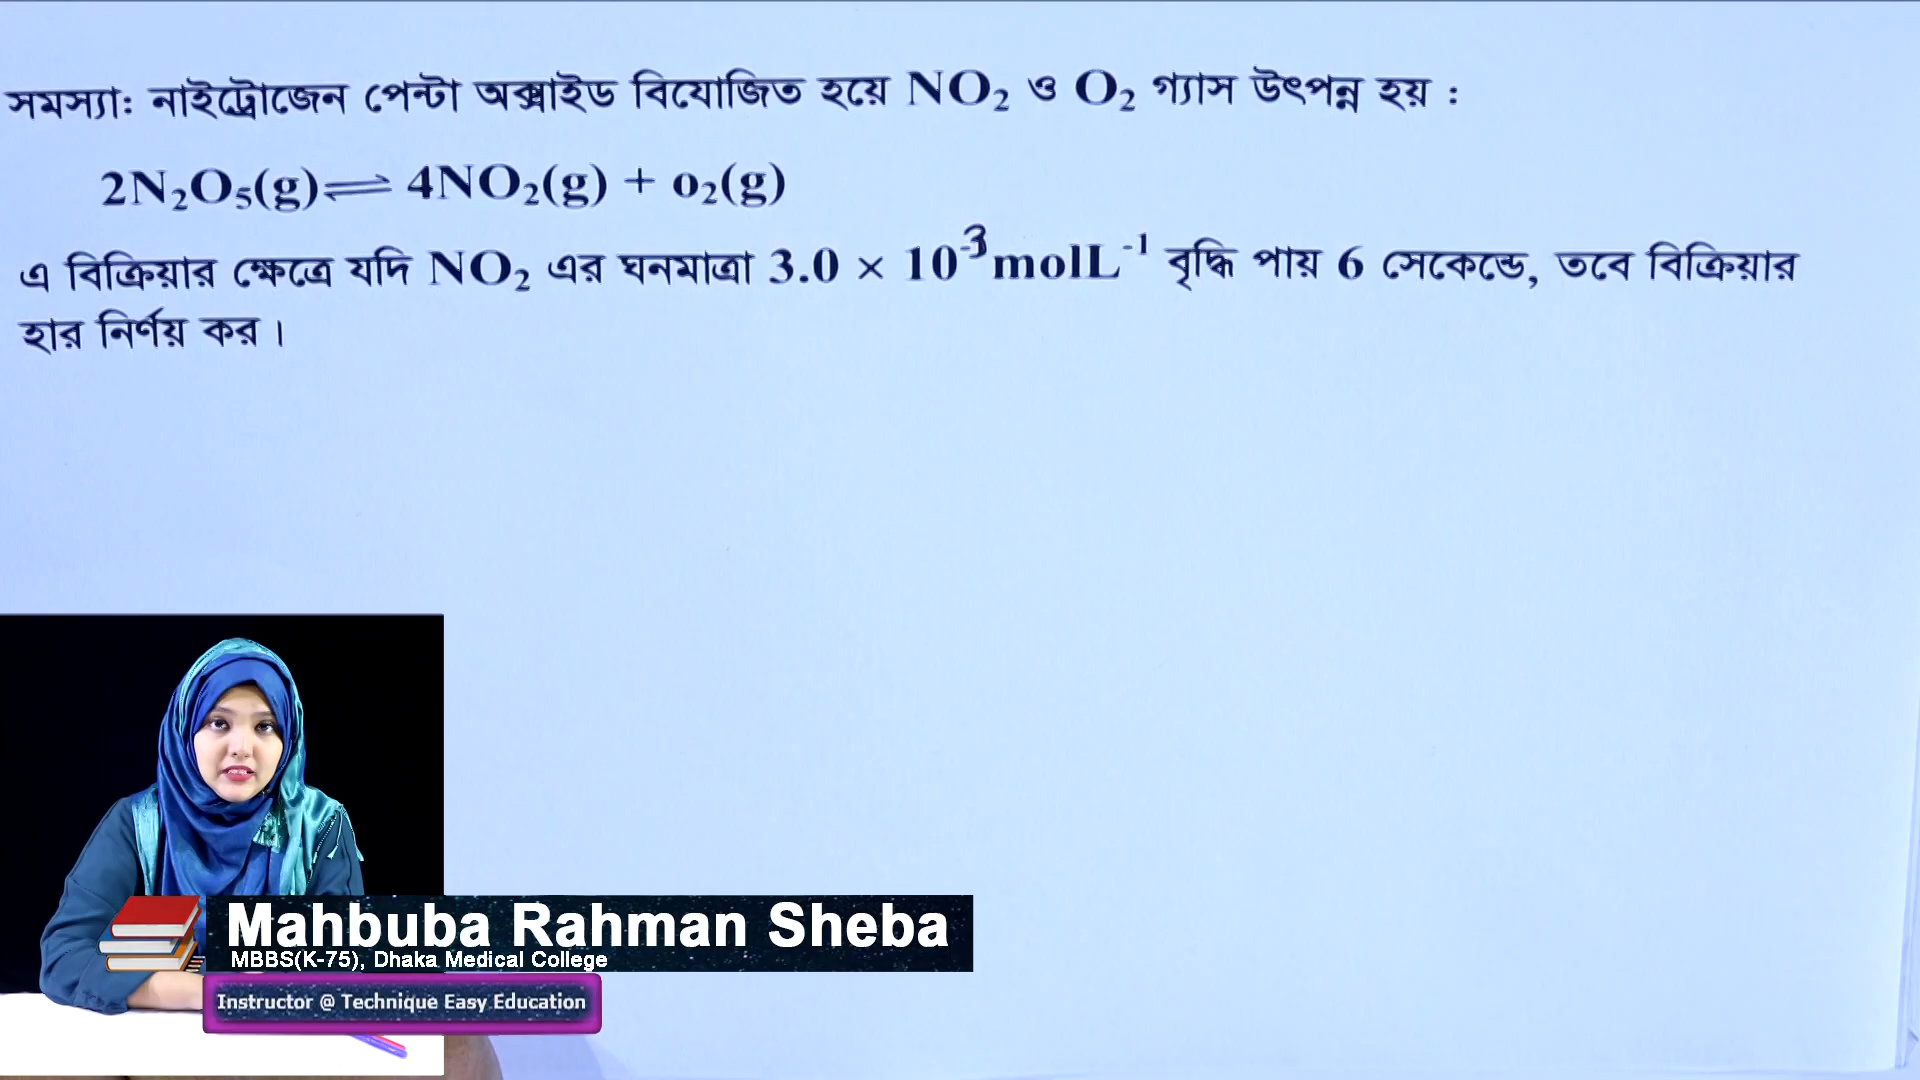 সমস্যা: নাইট্রোজেন পেন্টা অক্সাইড বিযোজিত হয়ে NO₂ ও O₂ গ্যাস উৎপন্ন হয় :
2N₂O₅(g)⇌ 4NO₂(g) + o₂(g)
এ বিক্রিয়ার ক্ষেত্রে যদি NO₂ এর ঘনমাত্রা 3.0 × 10⁻³molL⁻¹ বৃদ্ধি পায় 6 সেকেন্ডে, তবে বিক্রিয়ার
হার নির্ণয় কর।
Mahbuba Rahman Sheba
MBBS(K-75), Dhaka Medical College
Instructor @ Technique Easy Education